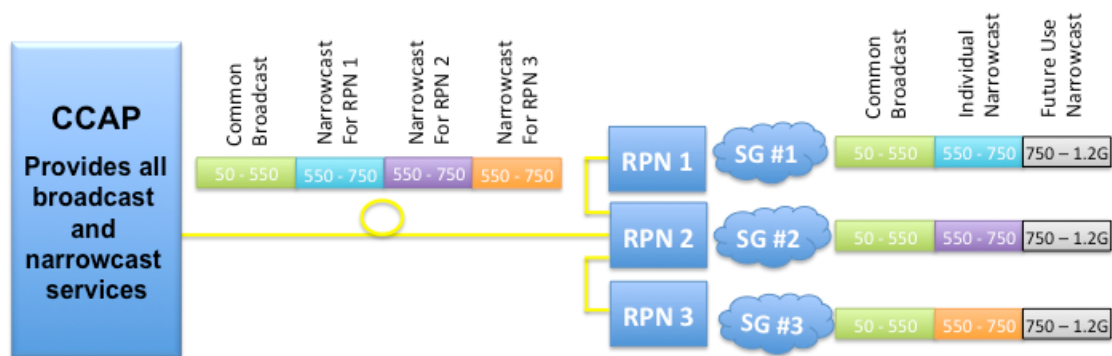 CCAP
Provides all
broadcast
and
narrowcast
services
Common
Broadcast
Narrowcast
For RPN 1
Narrowcast
For RPN 2
Narrowcast
For RPN 3
50 - 550
550 - 750
550 - 750
550 - 750
RPN 1
RPN 2
RPN 3
SG #1
SG #2
SG #3
Common
Broadcast
Individual
Narrowcast
Future Use
Narrowcast
50 - 550
550 - 750
750 – 1.2G
50 - 550
550 - 750
750 – 1.2G
50 - 550
550 - 750
750 – 1.2G